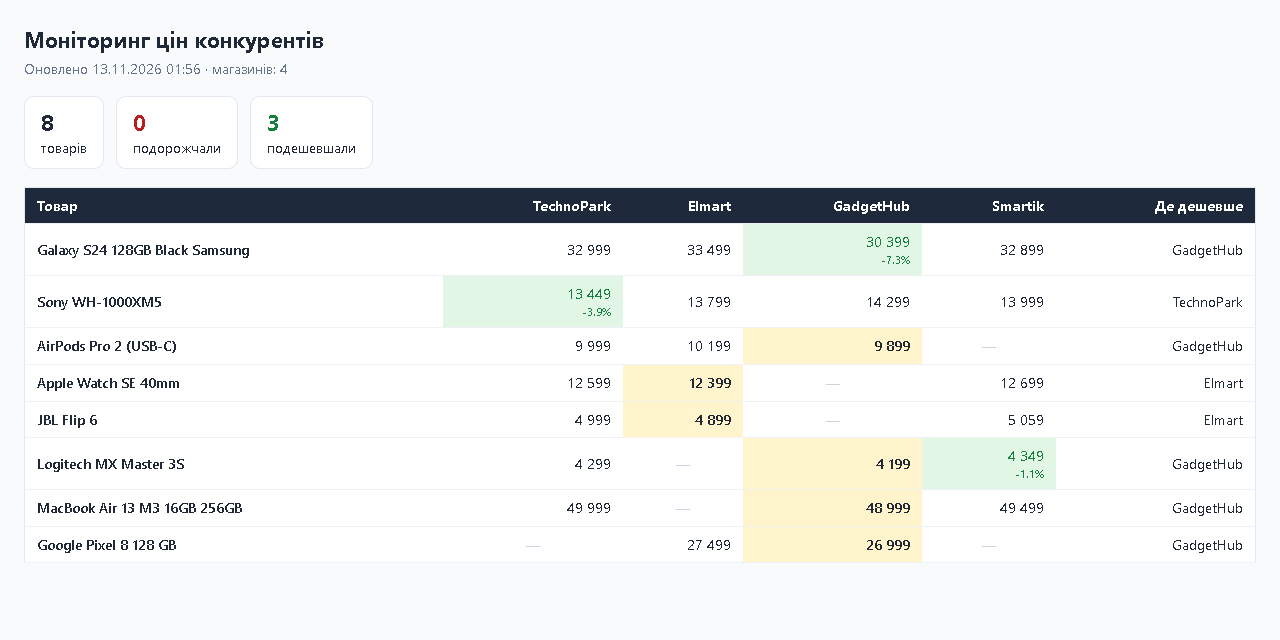 Моніторинг цін конкурентів
Оновлено 13.11.2026 01:56 · магазинів: 4
8 0 3
товарів подорожчали подешевшали
Товар TechnoPark Elmart GadgetHub Smartik Де дешевше
Galaxy S24 128GB Black Samsung 32 999 33 499 30 399 32 899 GadgetHub
-7.3%
Sony WH-1000XM5 13 449 13 799 14 299 13 999 TechnoPark
-3.9%
AirPods Pro 2 (USB-C) 9 999 10 199 9 899 — GadgetHub
Apple Watch SE 40mm 12 599 12 399 — 12 699 Elmart
JBL Flip 6 4 999 4 899 — 5 059 Elmart
Logitech MX Master 3S 4 299 — 4 199 4 349 GadgetHub
-1.1%
MacBook Air 13 M3 16GB 256GB 49 999 — 48 999 49 499 GadgetHub
Google Pixel 8 128 GB — 27 499 26 999 — GadgetHub